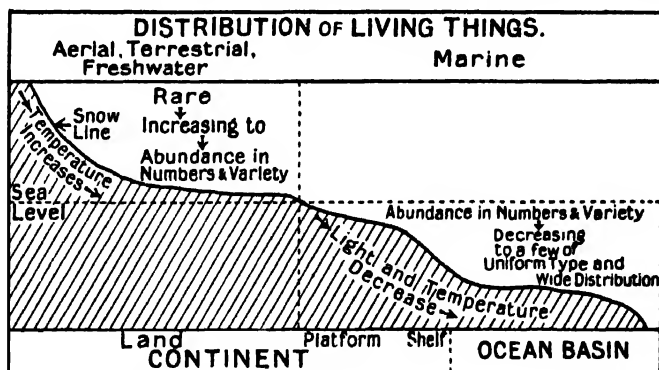 DISTRIBUTION OF LIVING THINGS.
Aerial, Terrestrial,
Freshwater
Marine
Rare
Increasing to
Abundance in
Numbers & Variety
Snow
Line
Temperature
Increases
Sea
Level
Abundance in Numbers & Variety
Decreasing
to a few of
Uniform Type and
Wide Distribution
Light and Temperature
Decrease
Land
Platform Shelf
CONTINENT
OCEAN BASIN